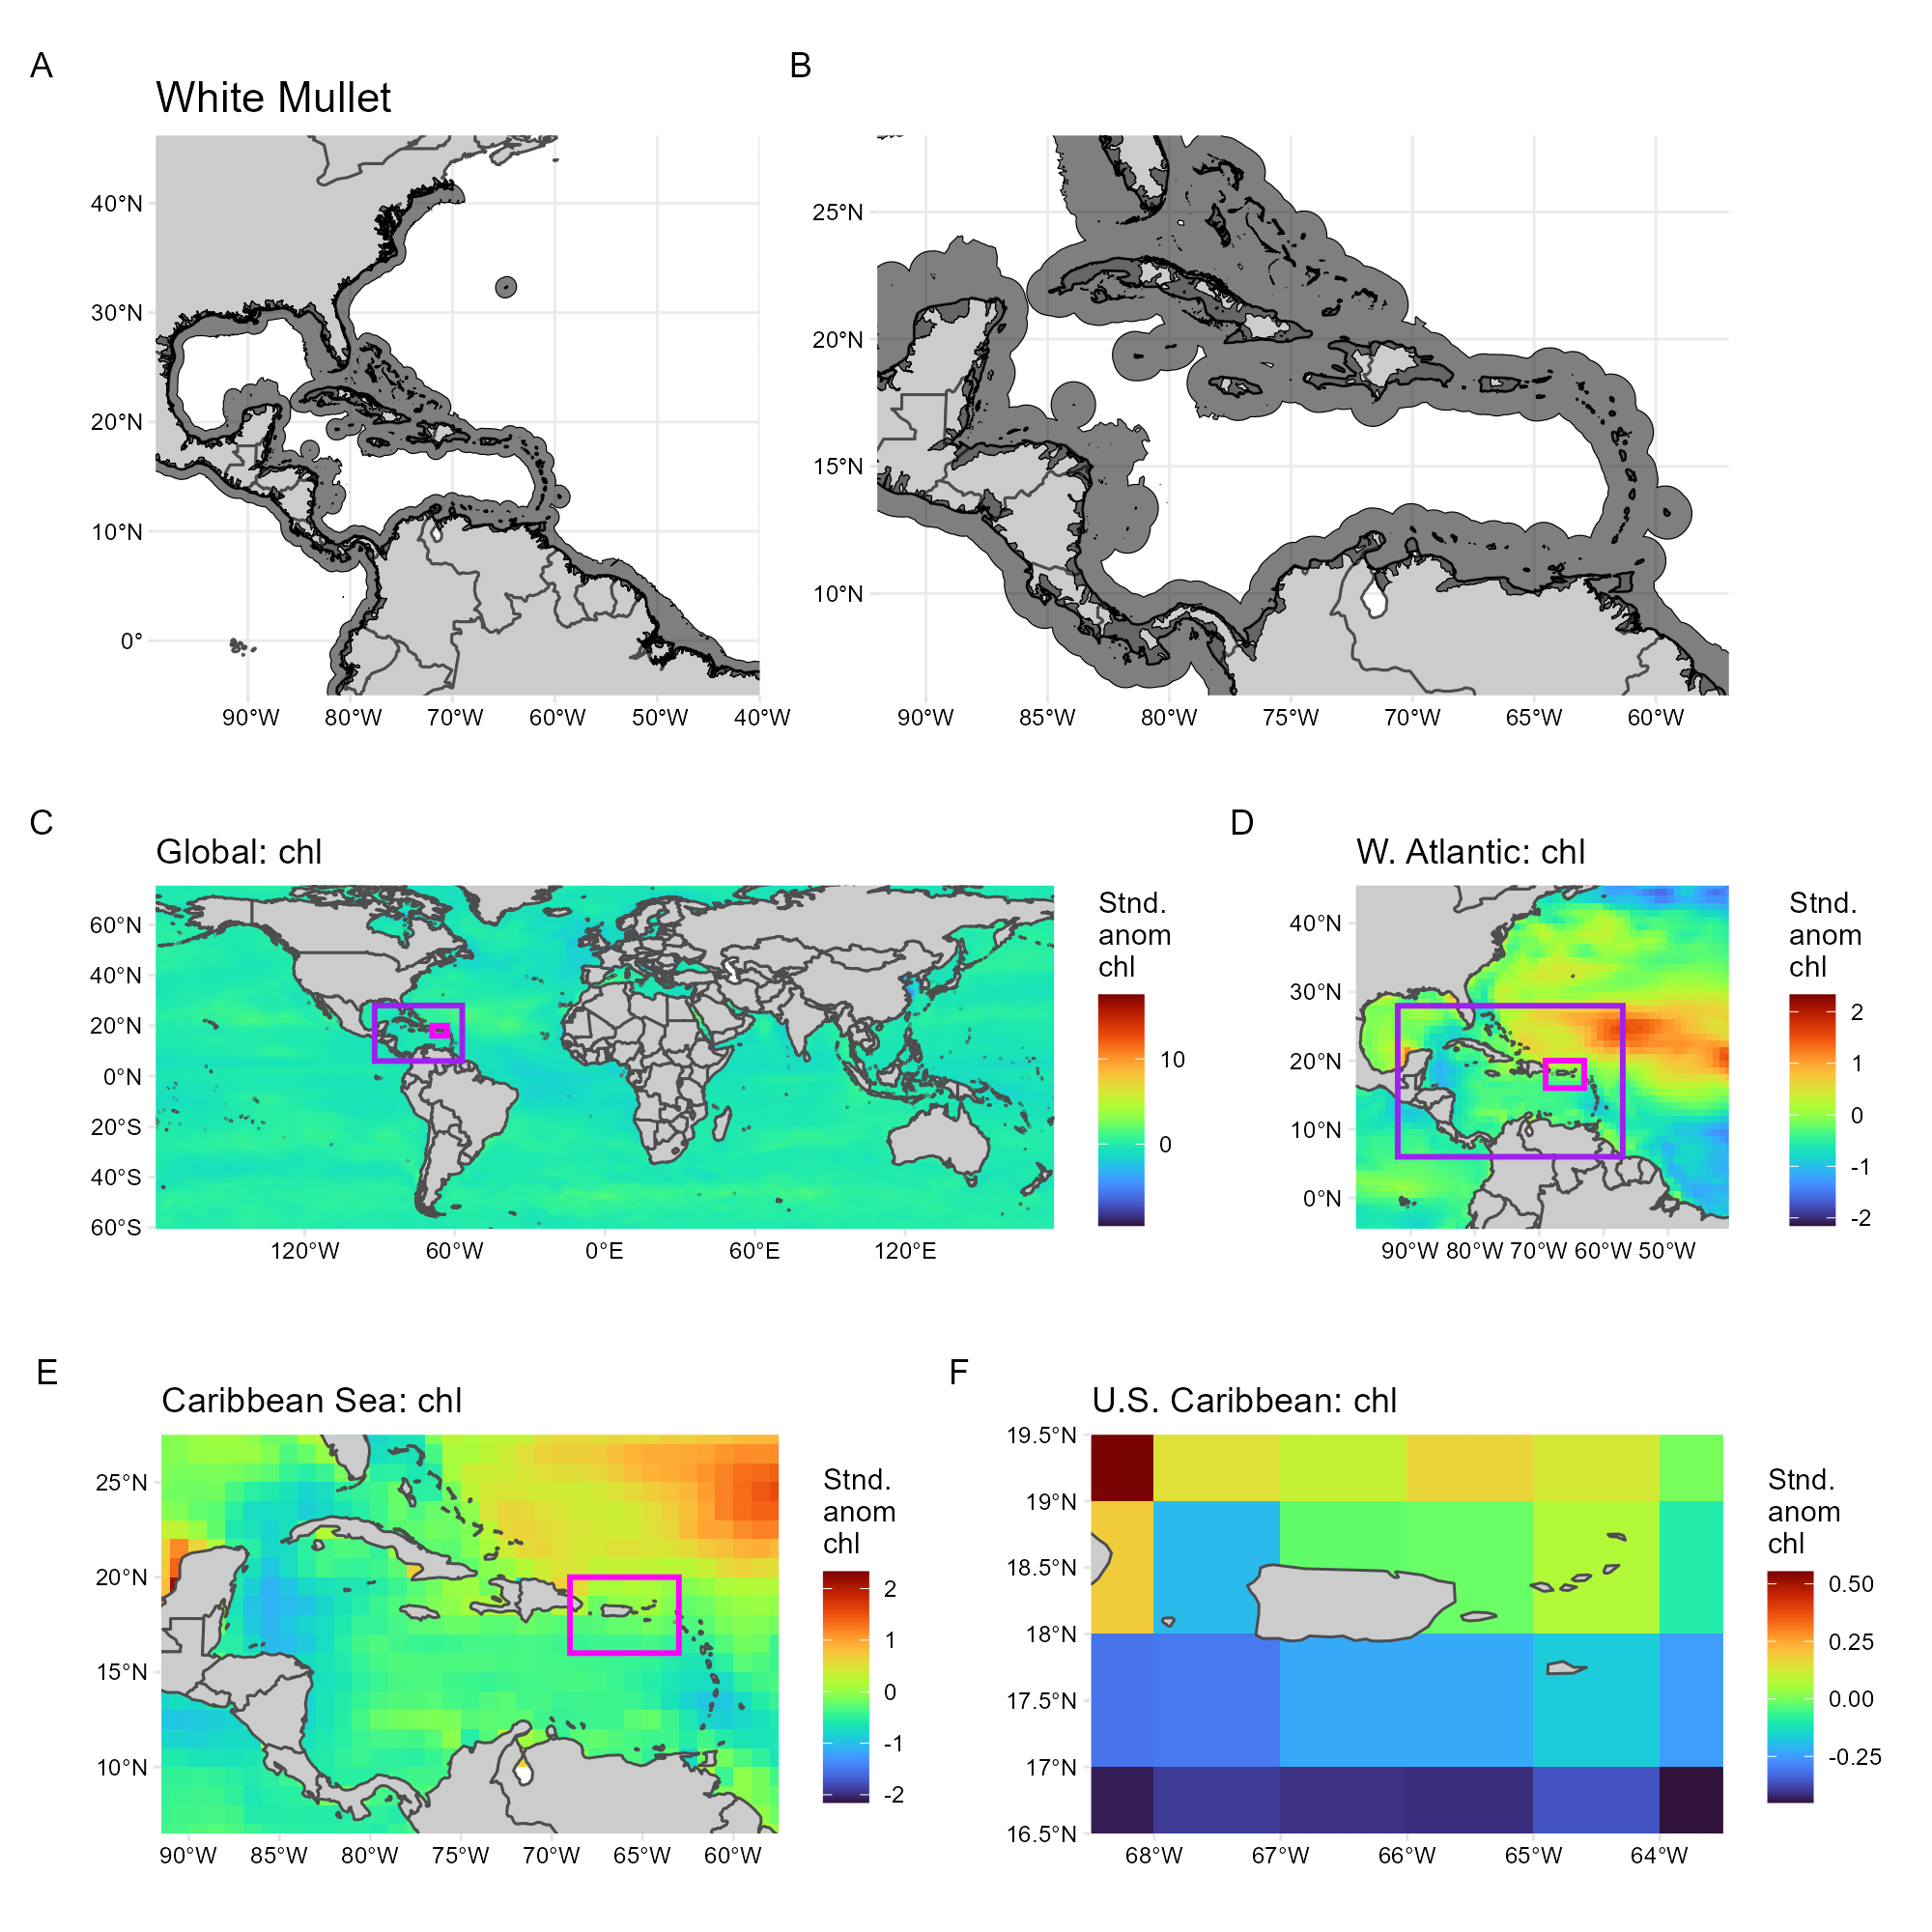 A
White Mullet
40°N
30°N
20°N
10°N
0°
90°W 80°W 70°W 60°W 50°W 40°W
B
25°N
20°N
15°N
10°N
90°W 85°W 80°W 75°W 70°W 65°W 60°W
C
Global: chl
60°N
40°N
20°N
0°N
20°S
40°S
60°S
120°W 60°W 0°E 60°E 120°E
Stnd.
anom
chl
10
0
D
W. Atlantic: chl
40°N
30°N
20°N
10°N
0°N
90°W 80°W 70°W 60°W 50°W
Stnd.
anom
chl
2
1
0
-1
-2
E
Caribbean Sea: chl
25°N
20°N
15°N
10°N
90°W 85°W 80°W 75°W 70°W 65°W 60°W
Stnd.
anom
chl
2
1
0
-1
-2
F
U.S. Caribbean: chl
19.5°N
19°N
18.5°N
18°N
17.5°N
17°N
16.5°N
68°W 67°W 66°W 65°W 64°W
Stnd.
anom
chl
0.50
0.25
0.00
-0.25